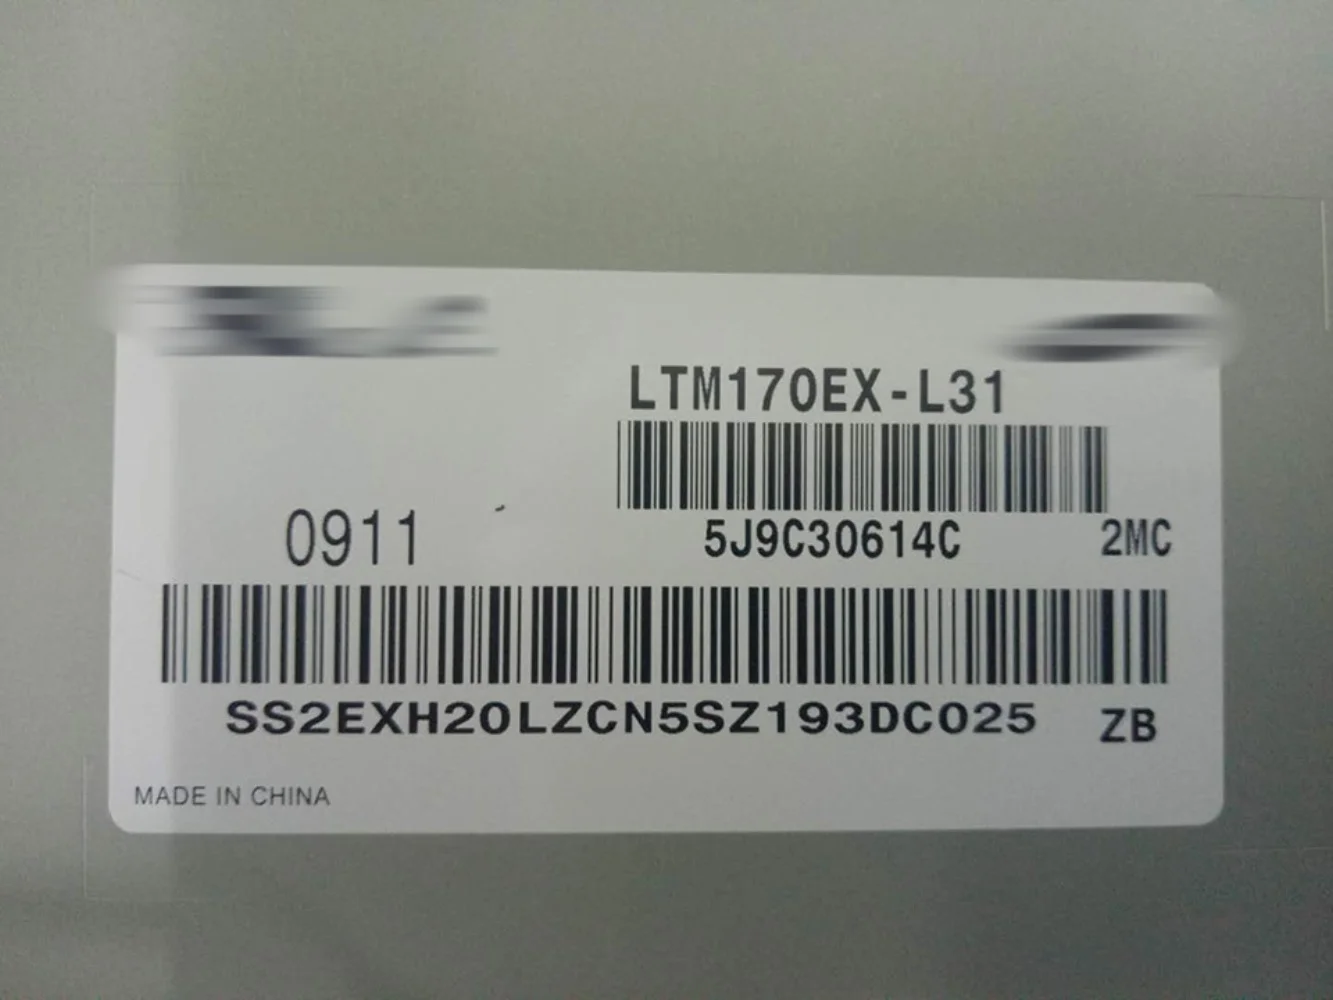 LTM170EX-L31
0911
5J9C30614C 2MC
SS2EXH20LZCN5SZ193DC025 ZB
MADE IN CHINA